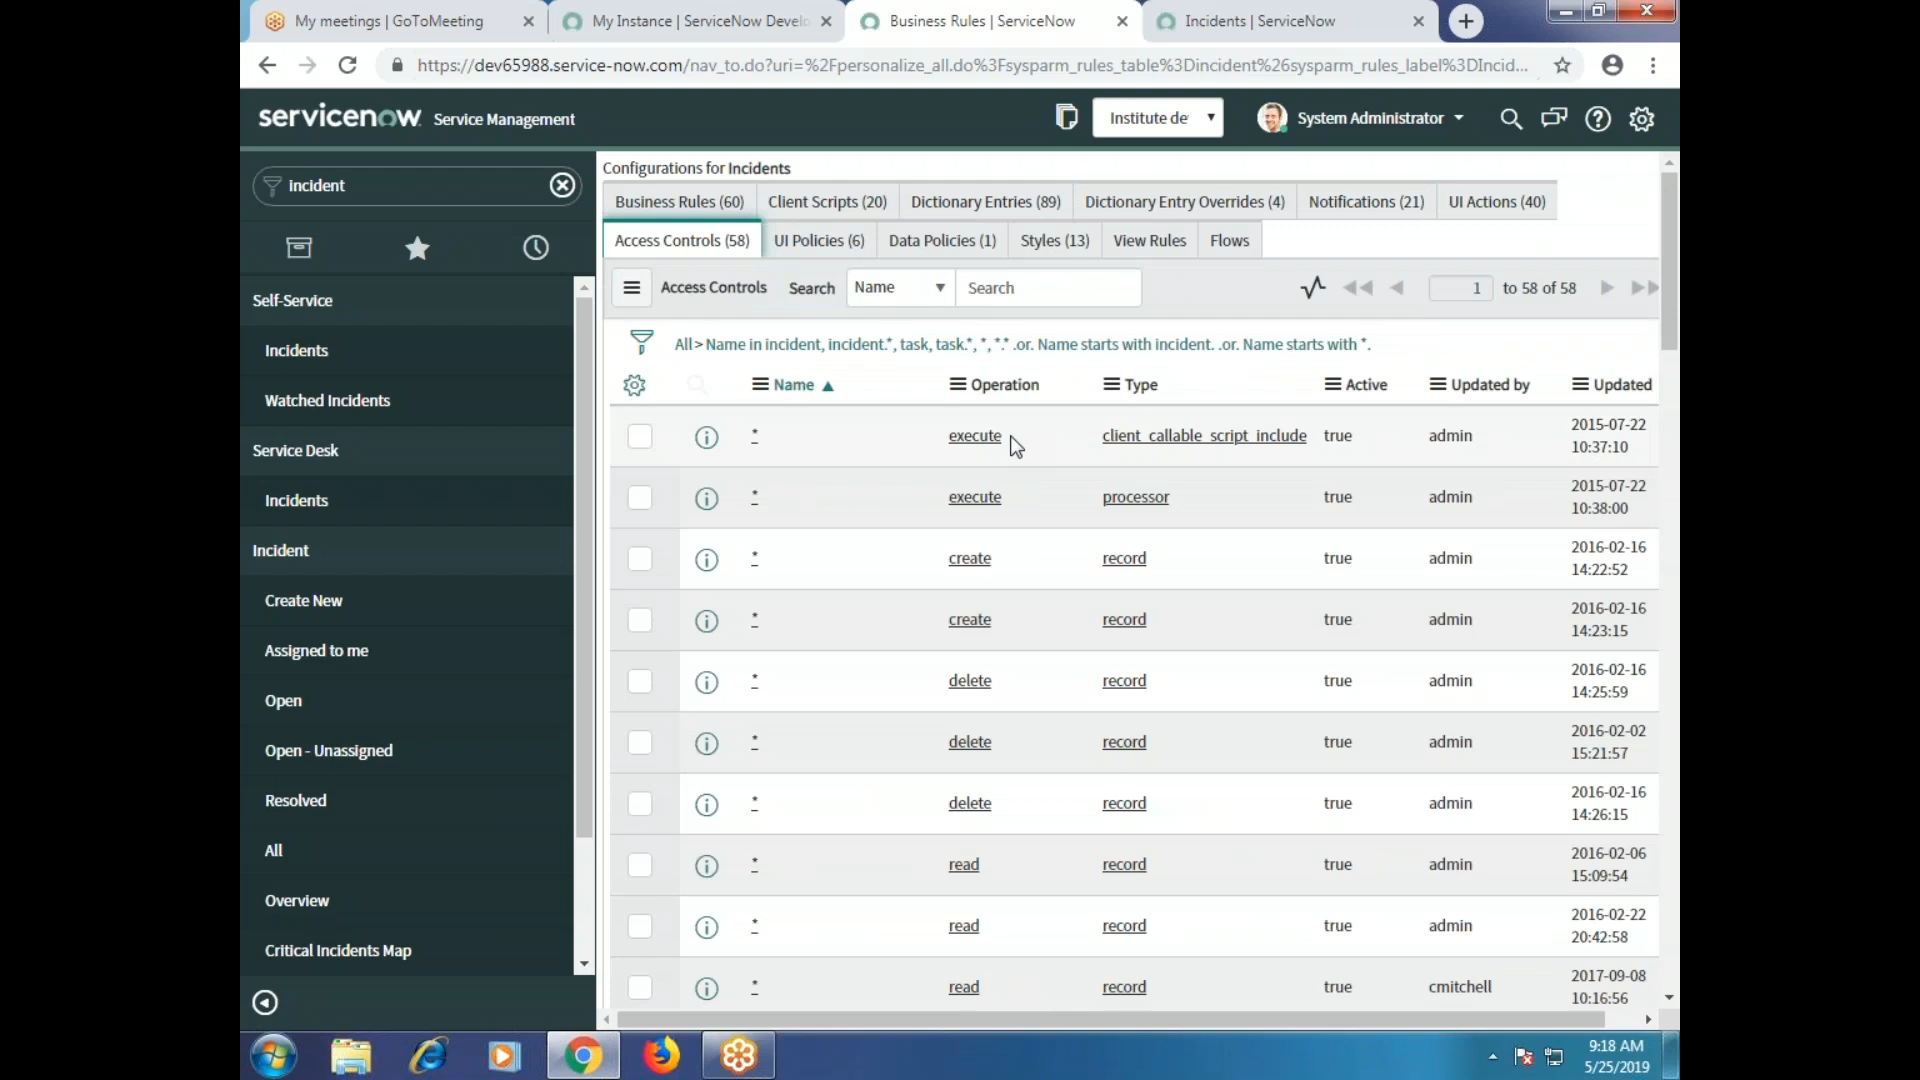 My meetings | GoToMeeting
My Instance | ServiceNow Develo
Business Rules | ServiceNow
Incidents | ServiceNow
https://dev65988.service-now.com/nav_to.do?uri=%2Fpersonalize_all.do%3Fsysparm_rules_table%3Dincident%26sysparm_rules_label%3DIncid...
servicenow Service Management
Institute de
System Administrator
incident
Self-Service
Incidents
Watched Incidents
Service Desk
Incidents
Incident
Create New
Assigned to me
Open
Open - Unassigned
Resolved
All
Overview
Critical Incidents Map
Configurations for Incidents
Business Rules (60) Client Scripts (20) Dictionary Entries (89) Dictionary Entry Overrides (4) Notifications (21) UI Actions (40)
Access Controls (58) UI Policies (6) Data Policies (1) Styles (13) View Rules Flows
Access Controls Search Name Search 1 to 58 of 58
All > Name in incident, incident.*, task, task.*, *, *.* .or. Name starts with incident. .or. Name starts with *.
Name Operation Type Active Updated by Updated
* execute client_callable_script_include true admin 2015-07-22 10:37:10
* execute processor true admin 2015-07-22 10:38:00
* create record true admin 2016-02-16 14:22:52
* create record true admin 2016-02-16 14:23:15
* delete record true admin 2016-02-16 14:25:59
* delete record true admin 2016-02-02 15:21:57
* delete record true admin 2016-02-16 14:26:15
* read record true admin 2016-02-06 15:09:54
* read record true admin 2016-02-22 20:42:58
* read record true cmitchell 2017-09-08 10:16:56
9:18 AM
5/25/2019